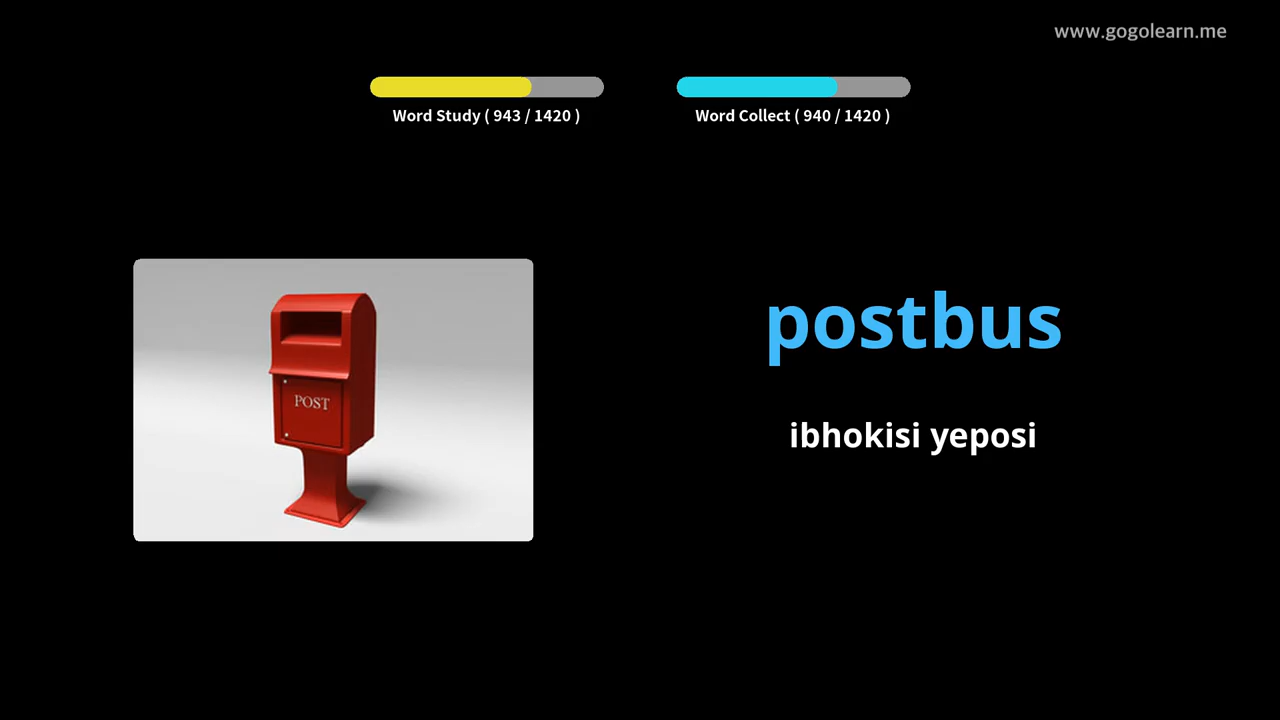 www.gogolearn.me
Word Study ( 943 / 1420 )
Word Collect ( 940 / 1420 )
POST
postbus
ibhokisi yeposi